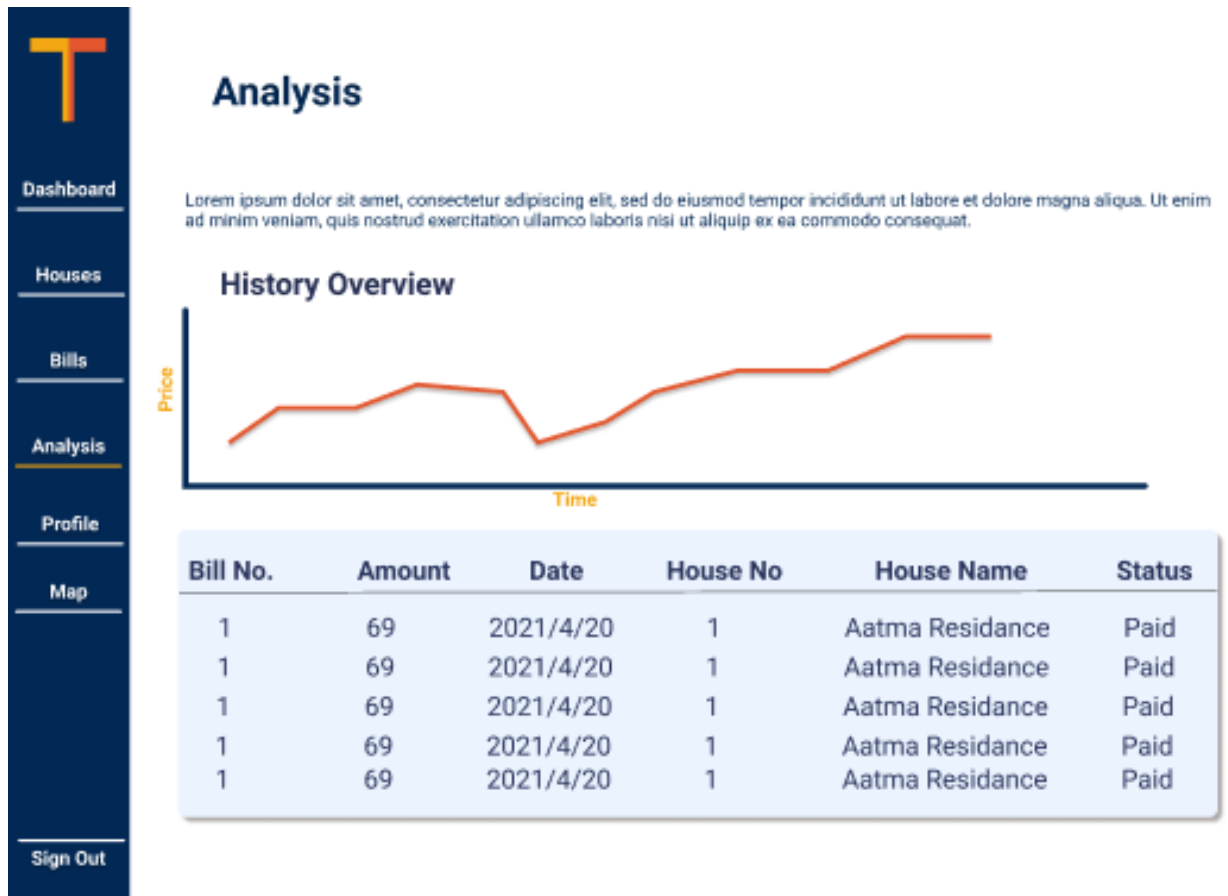 T
Dashboard
Houses
Bills
Analysis
Profile
Map
Sign Out
Analysis
Lorem ipsum dolor sit amet, consectetur adipiscing elit, sed do eiusmod tempor incididunt ut labore et dolore magna aliqua. Ut enim
ad minim veniam, quis nostrud exercitation ullamco laboris nisi ut aliquip ex ea commodo consequat.
History Overview
Price
Time
Bill No. Amount Date House No House Name Status
1 69 2021/4/20 1 Aatma Residance Paid
1 69 2021/4/20 1 Aatma Residance Paid
1 69 2021/4/20 1 Aatma Residance Paid
1 69 2021/4/20 1 Aatma Residance Paid
1 69 2021/4/20 1 Aatma Residance Paid